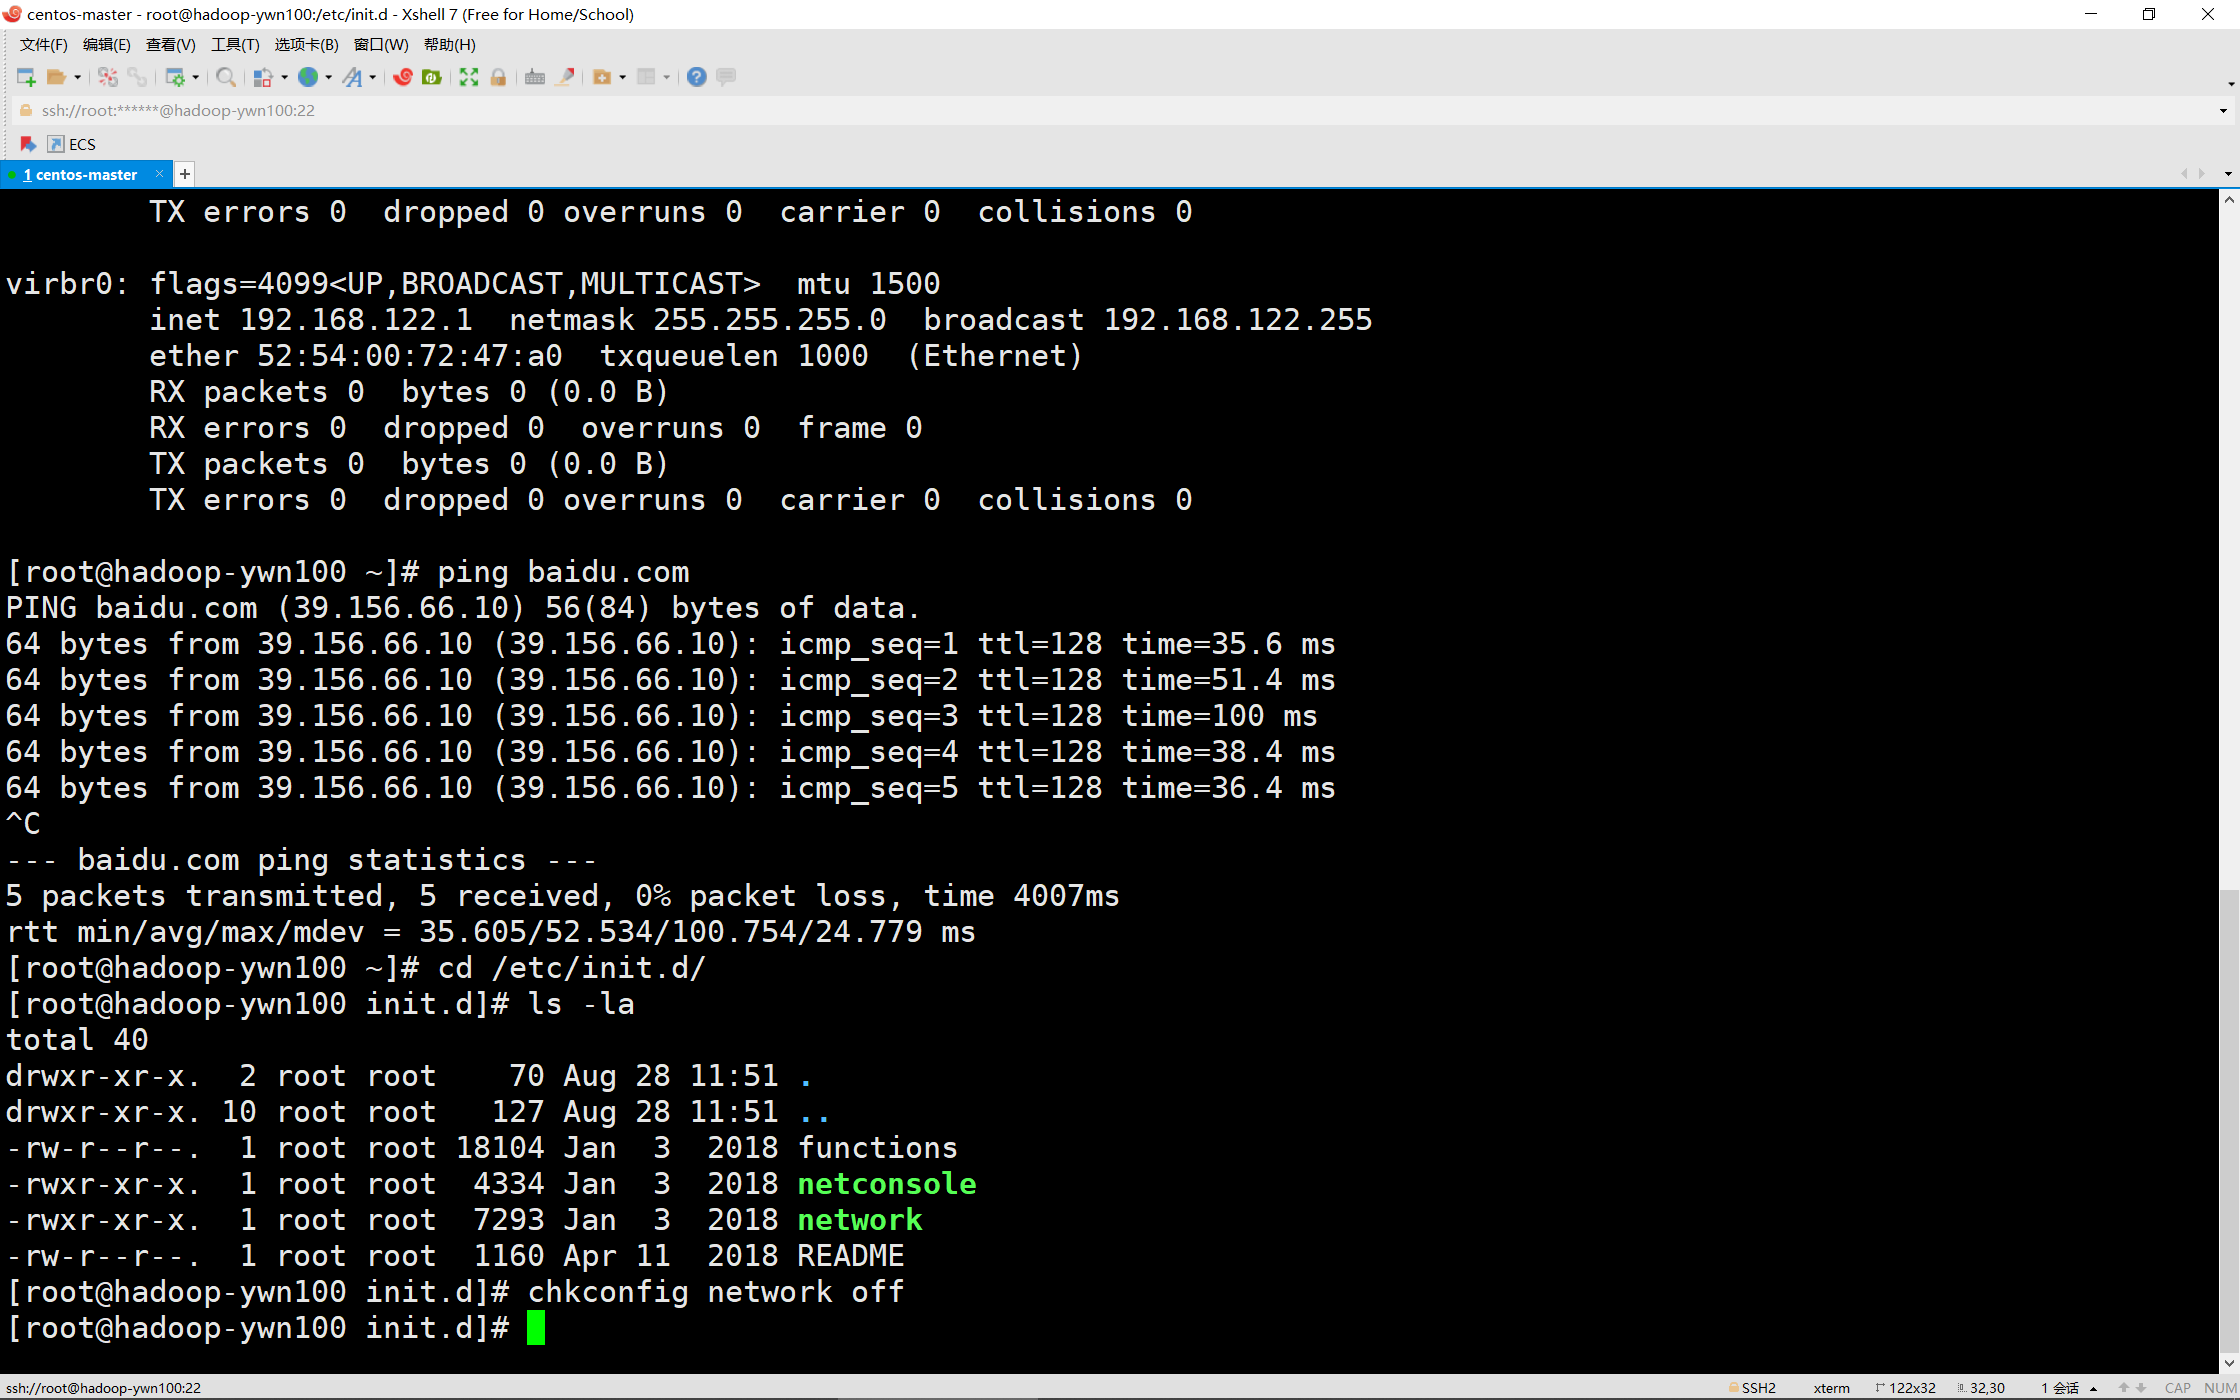 centos-master - root@hadoop-ywn100:/etc/init.d - Xshell 7 (Free for Home/School)
文件(F) 编辑(E) 查看(V) 工具(T) 选项卡(B) 窗口(W) 帮助(H)
ssh://root:******@hadoop-ywn100:22
ECS
1 centos-master × +
        TX errors 0  dropped 0 overruns 0  carrier 0  collisions 0
virbr0: flags=4099<UP,BROADCAST,MULTICAST>  mtu 1500
        inet 192.168.122.1  netmask 255.255.255.0  broadcast 192.168.122.255
        ether 52:54:00:72:47:a0  txqueuelen 1000  (Ethernet)
        RX packets 0  bytes 0 (0.0 B)
        RX errors 0  dropped 0  overruns 0  frame 0
        TX packets 0  bytes 0 (0.0 B)
        TX errors 0  dropped 0 overruns 0  carrier 0  collisions 0
[root@hadoop-ywn100 ~]# ping baidu.com
PING baidu.com (39.156.66.10) 56(84) bytes of data.
64 bytes from 39.156.66.10 (39.156.66.10): icmp_seq=1 ttl=128 time=35.6 ms
64 bytes from 39.156.66.10 (39.156.66.10): icmp_seq=2 ttl=128 time=51.4 ms
64 bytes from 39.156.66.10 (39.156.66.10): icmp_seq=3 ttl=128 time=100 ms
64 bytes from 39.156.66.10 (39.156.66.10): icmp_seq=4 ttl=128 time=38.4 ms
64 bytes from 39.156.66.10 (39.156.66.10): icmp_seq=5 ttl=128 time=36.4 ms
^C
--- baidu.com ping statistics ---
5 packets transmitted, 5 received, 0% packet loss, time 4007ms
rtt min/avg/max/mdev = 35.605/52.534/100.754/24.779 ms
[root@hadoop-ywn100 ~]# cd /etc/init.d/
[root@hadoop-ywn100 init.d]# ls -la
total 40
drwxr-xr-x.  2 root root    70 Aug 28 11:51 .
drwxr-xr-x. 10 root root   127 Aug 28 11:51 ..
-rw-r--r--.  1 root root 18104 Jan  3  2018 functions
-rwxr-xr-x.  1 root root  4334 Jan  3  2018 netconsole
-rwxr-xr-x.  1 root root  7293 Jan  3  2018 network
-rw-r--r--.  1 root root  1160 Apr 11  2018 README
[root@hadoop-ywn100 init.d]# chkconfig network off
[root@hadoop-ywn100 init.d]#
ssh://root@hadoop-ywn100:22 SSH2 xterm 122x32 32,30 1 会话 CAP NUM